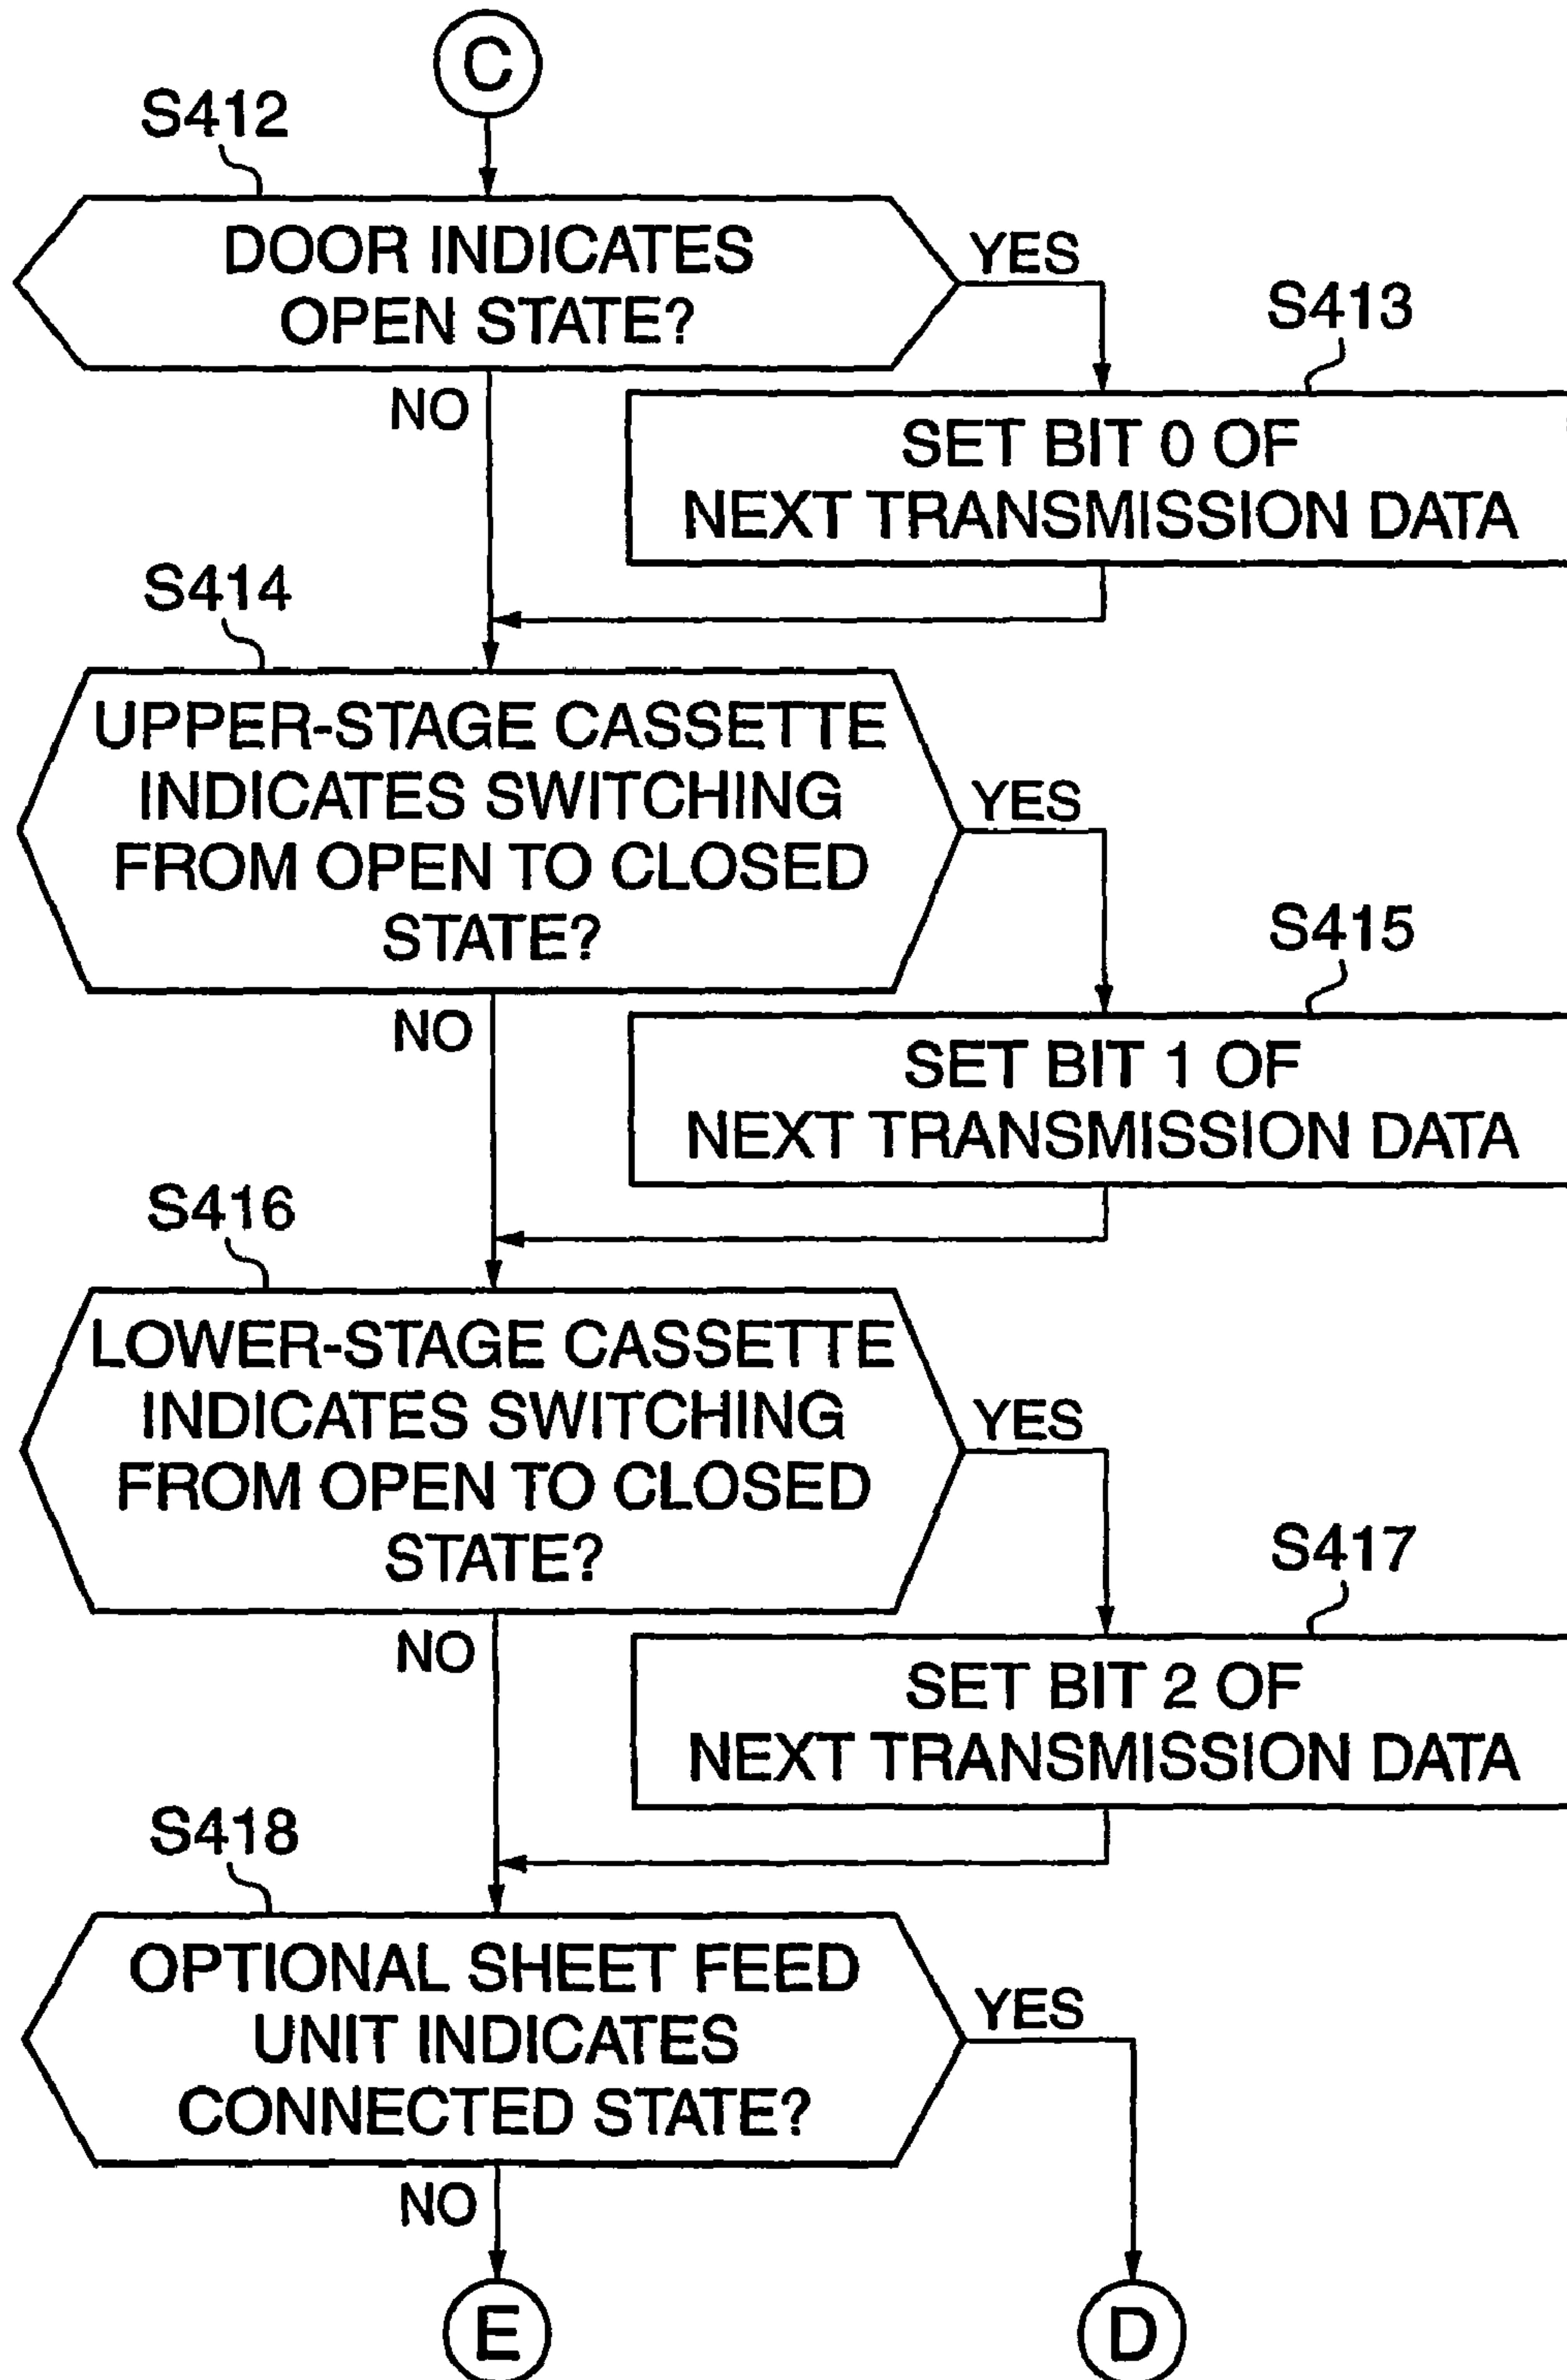 C
S412
DOOR INDICATES
OPEN STATE?
YES
NO
S413
SET BIT 0 OF
NEXT TRANSMISSION DATA
S414
UPPER-STAGE CASSETTE
INDICATES SWITCHING
FROM OPEN TO CLOSED
STATE?
YES
NO
S415
SET BIT 1 OF
NEXT TRANSMISSION DATA
S416
LOWER-STAGE CASSETTE
INDICATES SWITCHING
FROM OPEN TO CLOSED
STATE?
YES
NO
S417
SET BIT 2 OF
NEXT TRANSMISSION DATA
S418
OPTIONAL SHEET FEED
UNIT INDICATES
CONNECTED STATE?
YES
NO
E
D